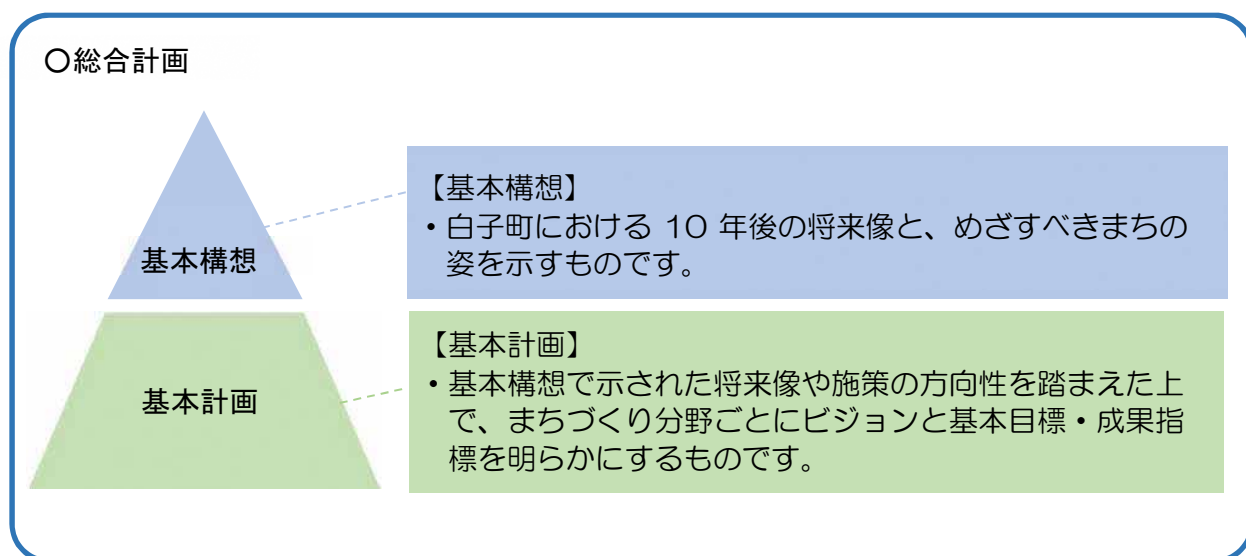 〇総合計画
基本構想
【基本構想】
・白子町における 10 年後の将来像と、めざすべきまちの
姿を示すものです。
基本計画
【基本計画】
・基本構想で示された将来像や施策の方向性を踏まえた上
で、まちづくり分野ごとにビジョンと基本目標・成果指
標を明らかにするものです。